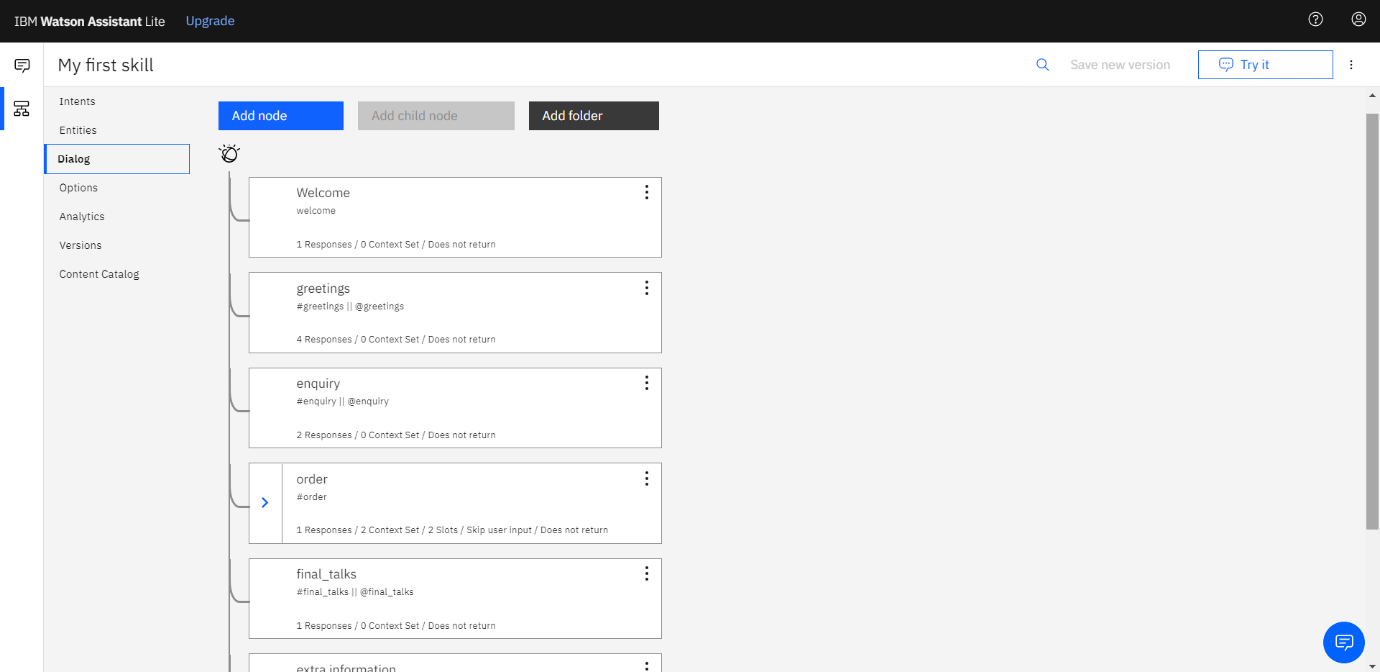 IBM Watson Assistant Lite Upgrade
My first skill
Save new version
Try it
Intents
Entities
Dialog
Options
Analytics
Versions
Content Catalog
Add node
Add child node
Add folder
Welcome
welcome
1 Responses / 0 Context Set / Does not return
greetings
#greetings || @greetings
4 Responses / 0 Context Set / Does not return
enquiry
#enquiry || @enquiry
2 Responses / 0 Context Set / Does not return
order
#order
1 Responses / 2 Context Set / 2 Slots / Skip user input / Does not return
final_talks
#final_talks || @final_talks
1 Responses / 0 Context Set / Does not return
extra information